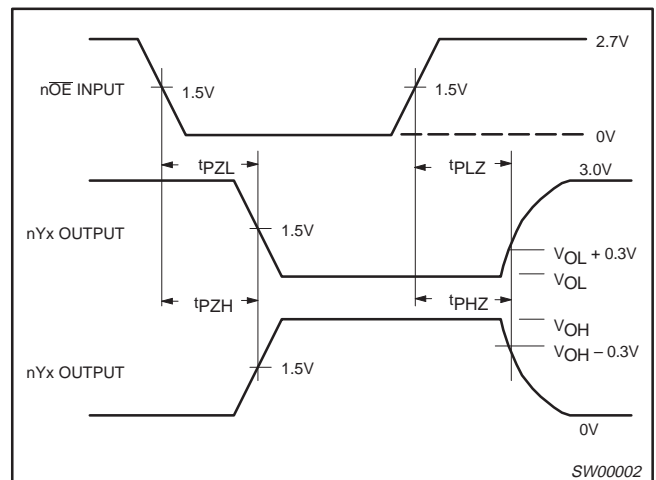 2.7V
nO̅E̅ INPUT
1.5V
1.5V
0V
tPZL
tPLZ
3.0V
nYx OUTPUT
1.5V
VOL + 0.3V
VOL
tPZH
tPHZ
VOH
VOH – 0.3V
nYx OUTPUT
1.5V
0V
SW00002